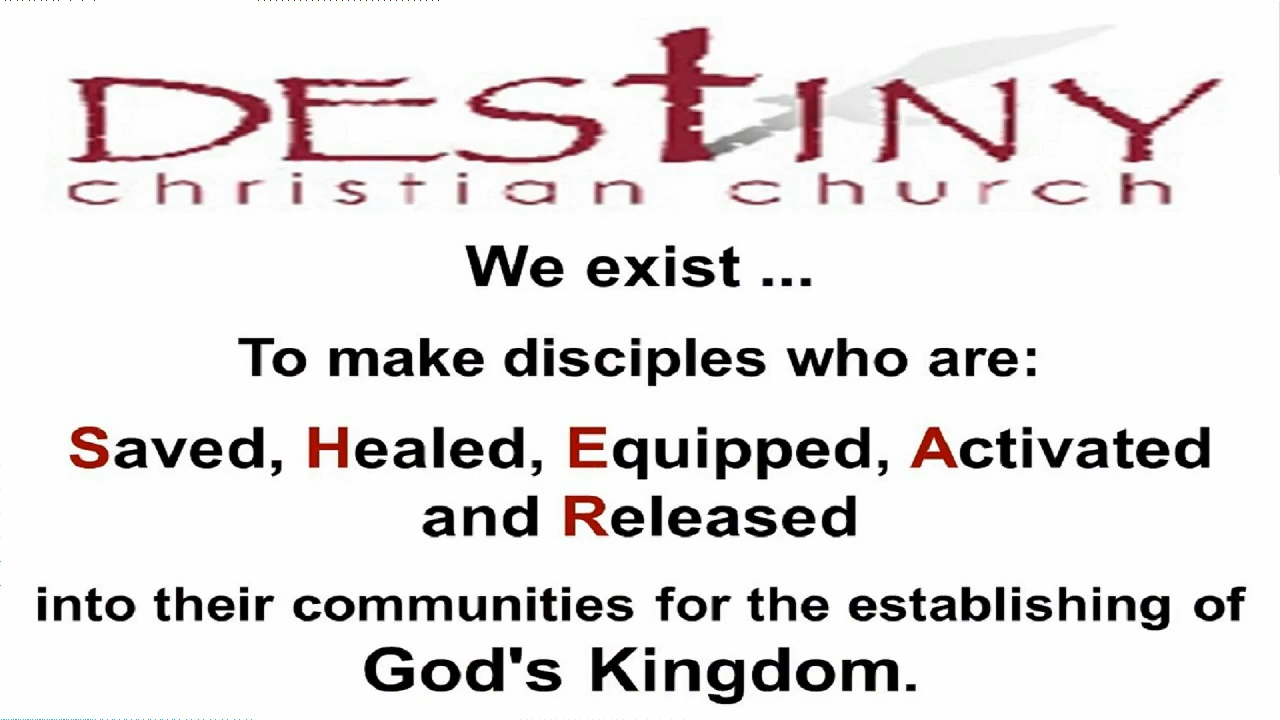 DEStINY
christian church
We exist ...
To make disciples who are:
Saved, Healed, Equipped, Activated
and Released
into their communities for the establishing of
God's Kingdom.